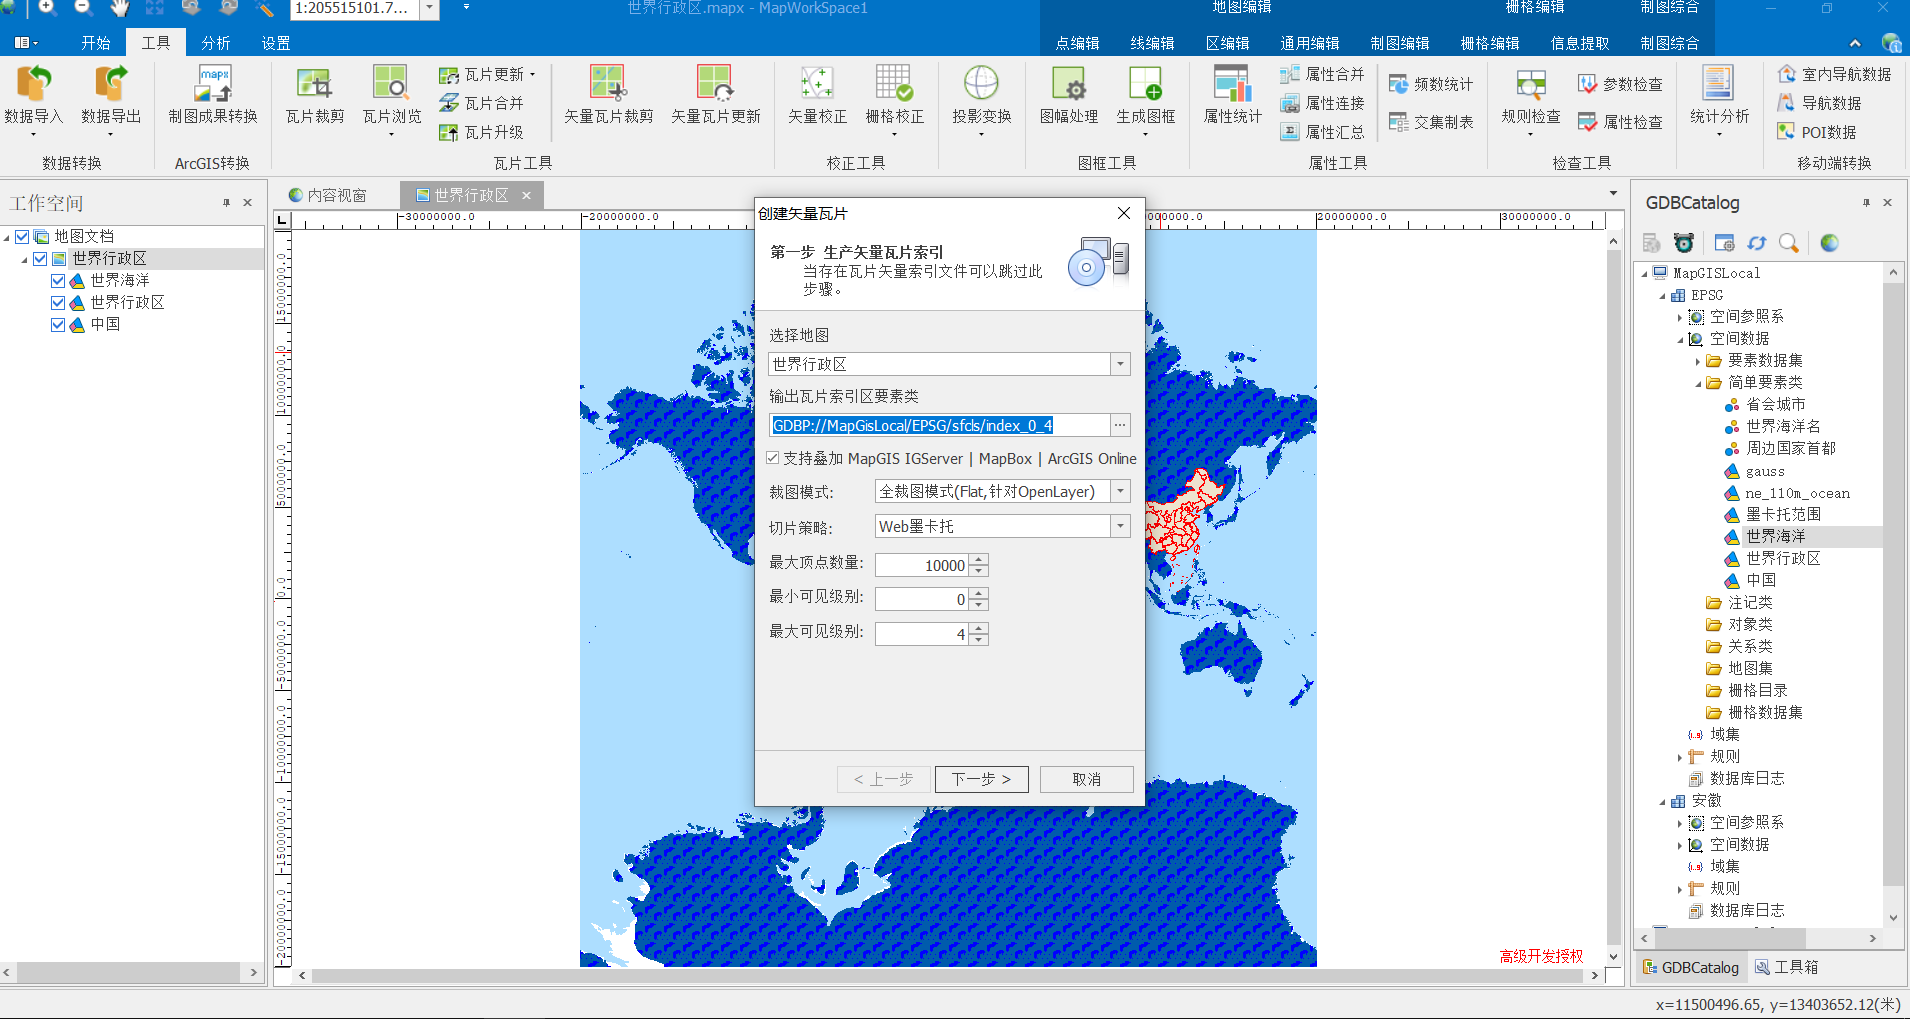 1:205515101.7...
世界行政区.mapx - MapWorkSpace1
地图编辑
栅格编辑
制图综合
开始
工具
分析
设置
点编辑
线编辑
区编辑
通用编辑
制图编辑
栅格编辑
信息提取
制图综合
数据导入
数据导出
数据转换
mapx
制图成果转换
ArcGIS转换
瓦片裁剪
瓦片浏览
瓦片更新
瓦片合并
瓦片升级
矢量瓦片裁剪
矢量瓦片更新
瓦片工具
矢量校正
栅格校正
校正工具
投影变换
图幅处理
生成图框
图框工具
属性统计
属性合并
属性连接
属性汇总
频数统计
交集制表
属性工具
规则检查
参数检查
属性检查
检查工具
统计分析
室内导航数据
导航数据
POI数据
移动端转换
工作空间
地图文档
世界行政区
世界海洋
世界行政区
中国
内容视窗
世界行政区
-30000000.0
-20000000.0
20000000.0
30000000.0
创建矢量瓦片
第一步 生产矢量瓦片索引
当存在瓦片矢量索引文件可以跳过此
步骤。
选择地图
世界行政区
输出瓦片索引区要素类
GDBP://MapGisLocal/EPSG/sfcls/index_0_4
支持叠加 MapGIS IGServer | MapBox | ArcGIS Online
裁图模式:
全裁图模式(Flat,针对OpenLayer)
切片策略:
Web墨卡托
最大顶点数量:
10000
最小可见级别:
0
最大可见级别:
4
< 上一步
下一步 >
取消
高级开发授权
GDBCatalog
MapGISLocal
EPSG
空间参照系
空间数据
要素数据集
简单要素类
省会城市
世界海洋名
周边国家首都
gauss
ne_110m_ocean
墨卡托范围
世界海洋
世界行政区
中国
注记类
对象类
关系类
地图集
栅格目录
栅格数据集
域集
规则
数据库日志
安徽
空间参照系
空间数据
域集
规则
数据库日志
GDBCatalog
工具箱
x=11500496.65, y=13403652.12(米)